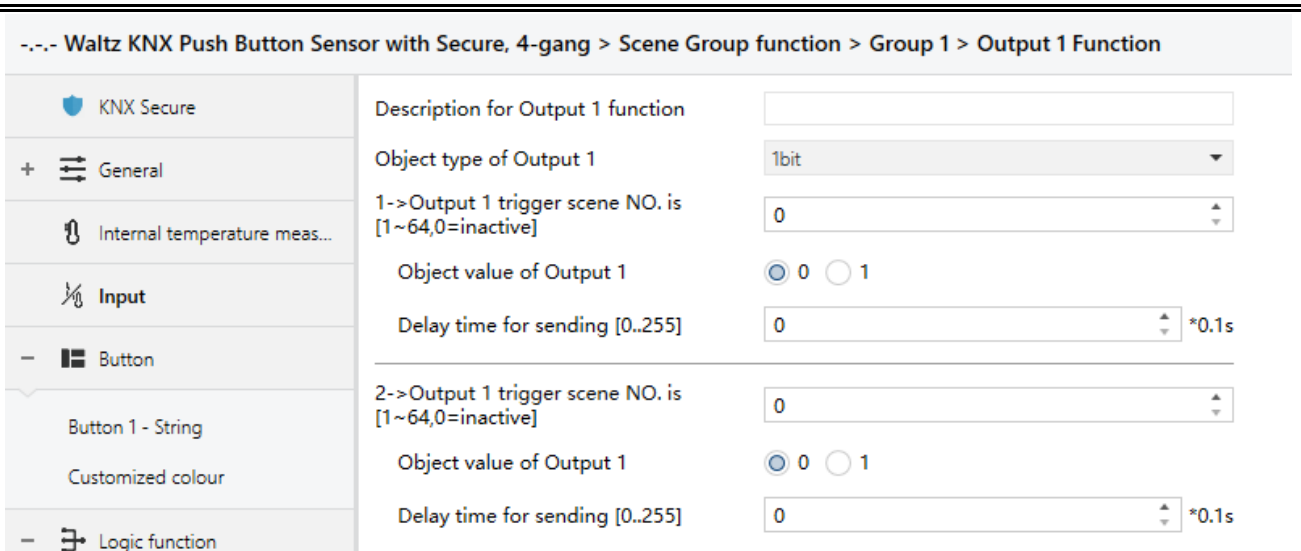 -.-.- Waltz KNX Push Button Sensor with Secure, 4-gang > Scene Group function > Group 1 > Output 1 Function
KNX Secure
+ General
Internal temperature meas...
Input
– Button
Button 1 - String
Customized colour
– Logic function
Description for Output 1 function
Object type of Output 1
1bit
1->Output 1 trigger scene NO. is
[1~64,0=inactive]
0
Object value of Output 1
0 1
Delay time for sending [0..255]
0
*0.1s
2->Output 1 trigger scene NO. is
[1~64,0=inactive]
0
Object value of Output 1
0 1
Delay time for sending [0..255]
0
*0.1s